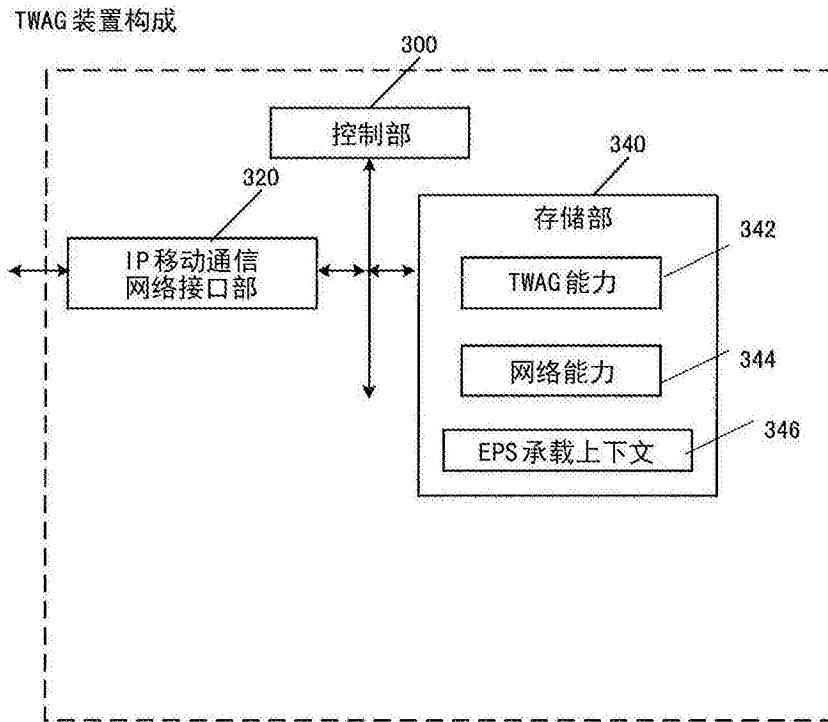 TWAG装置构成
300
控制部
320
340
IP移动通信
网络接口部
存储部
342
TWAG能力
344
网络能力
346
EPS承载上下文